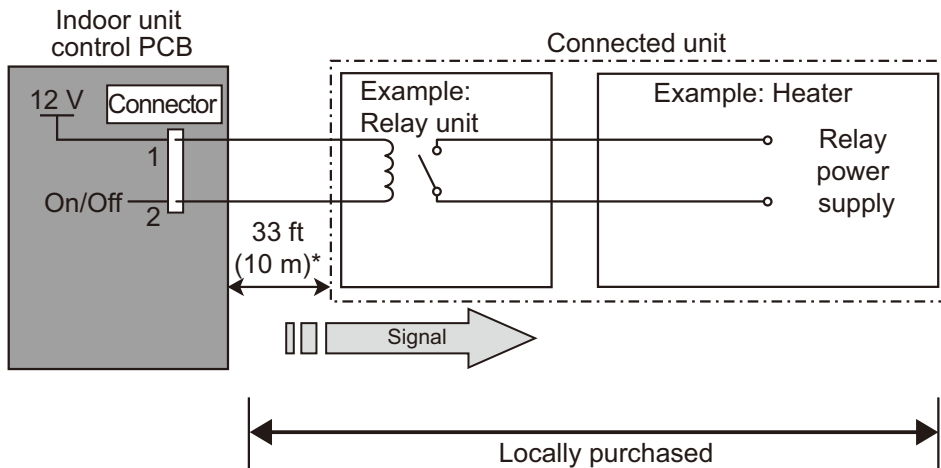 Indoor unit
control PCB
Connected unit
12 V
Connector
Example:
Relay unit
Example: Heater
1
Relay
power
supply
On/Off
2
33 ft
(10 m)*
Signal
Locally purchased